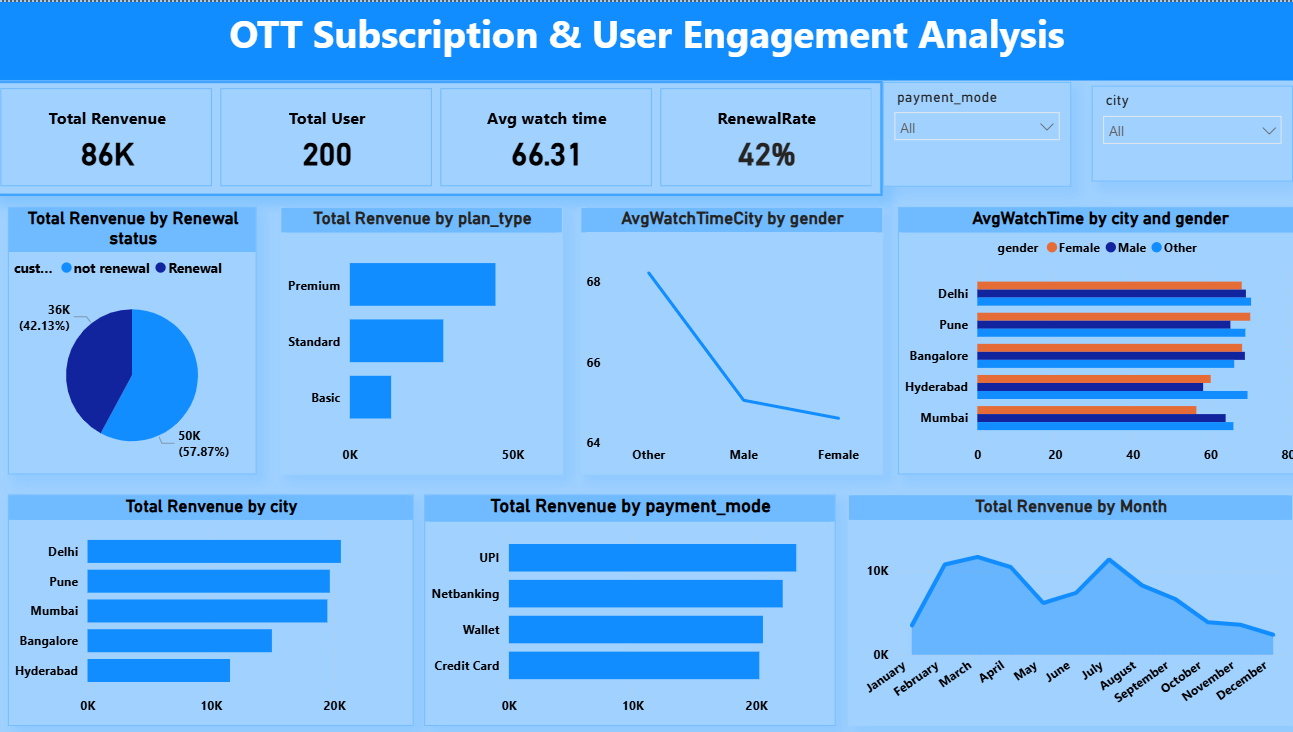 OTT Subscription & User Engagement Analysis
Total Renvenue
86K
Total User
200
Avg watch time
66.31
RenewalRate
42%
payment_mode
All
city
All
Total Renvenue by Renewal
status
cust... not renewal Renewal
36K
(42.13%)
50K
(57.87%)
Total Renvenue by plan_type
Premium
Standard
Basic
0K 50K
AvgWatchTimeCity by gender
68
66
64
Other Male Female
AvgWatchTime by city and gender
gender Female Male Other
Delhi
Pune
Bangalore
Hyderabad
Mumbai
0 20 40 60 80
Total Renvenue by city
Delhi
Pune
Mumbai
Bangalore
Hyderabad
0K 10K 20K
Total Renvenue by payment_mode
UPI
Netbanking
Wallet
Credit Card
0K 10K 20K
Total Renvenue by Month
10K
0K
January February March April May June July August September October November December